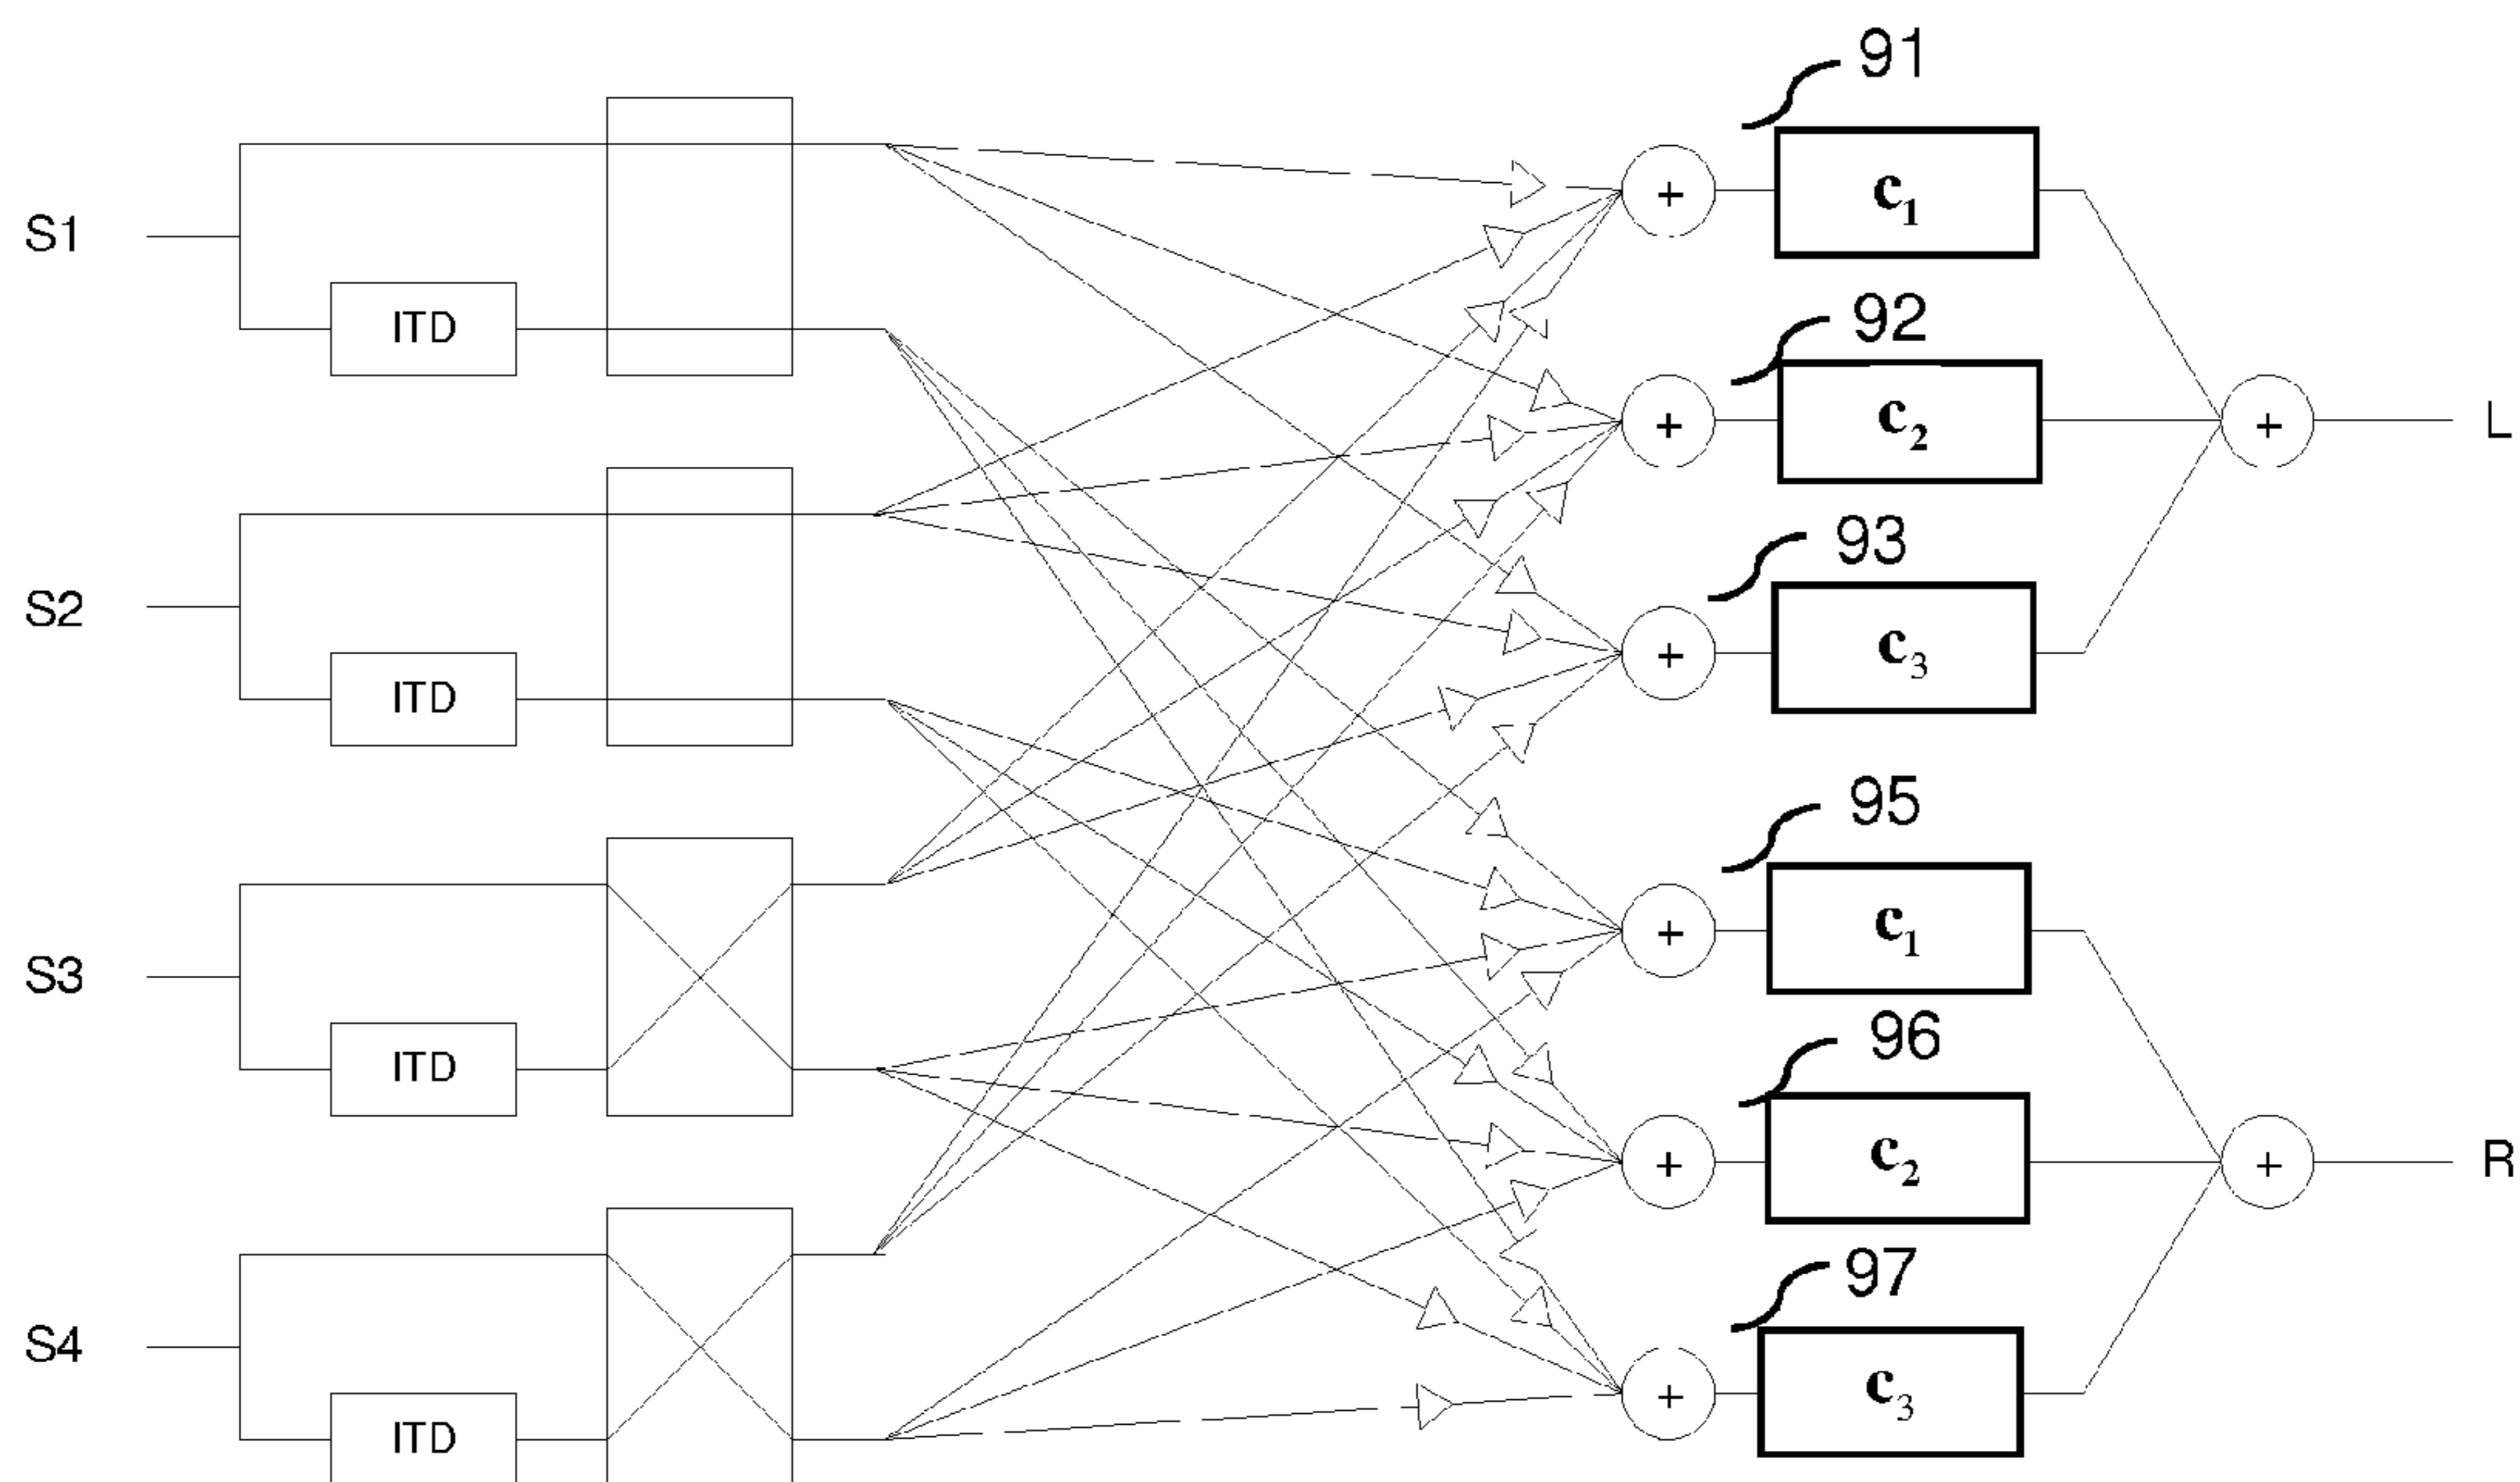 91
S1
ITD
+
c1
92
+
c2
+
L
S2
ITD
93
+
c3
S3
ITD
95
+
c1
96
+
c2
+
R
S4
ITD
97
+
c3